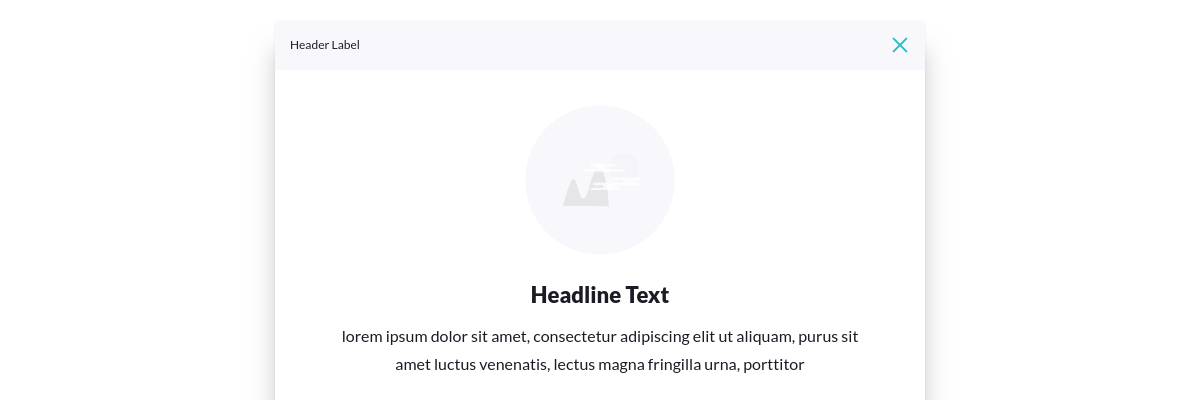 Header Label
Headline Text
lorem ipsum dolor sit amet, consectetur adipiscing elit ut aliquam, purus sit
amet luctus venenatis, lectus magna fringilla urna, porttitor